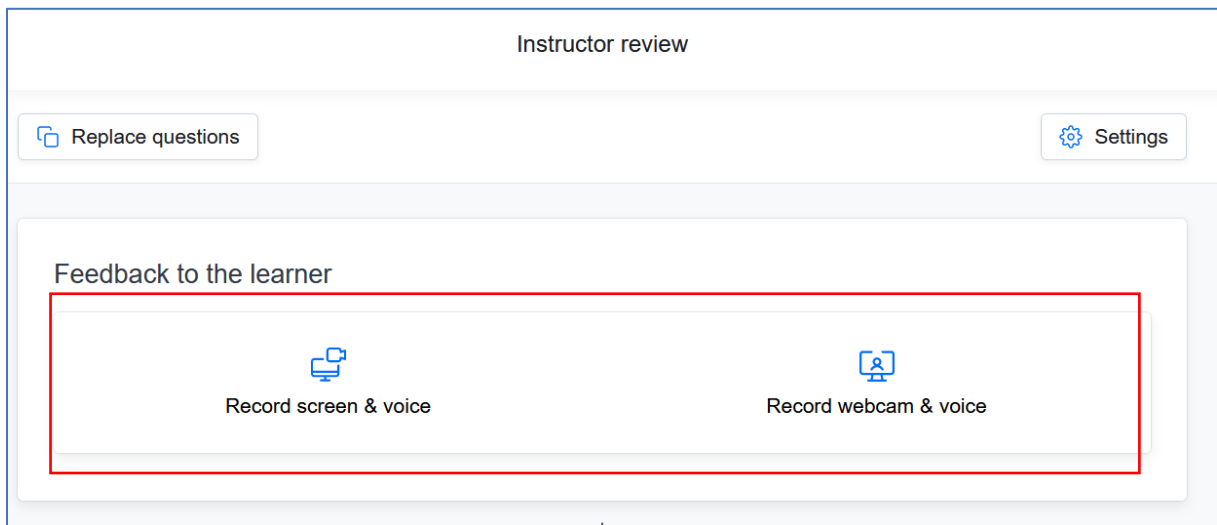 Instructor review
Replace questions
Settings
Feedback to the learner
Record screen & voice
Record webcam & voice